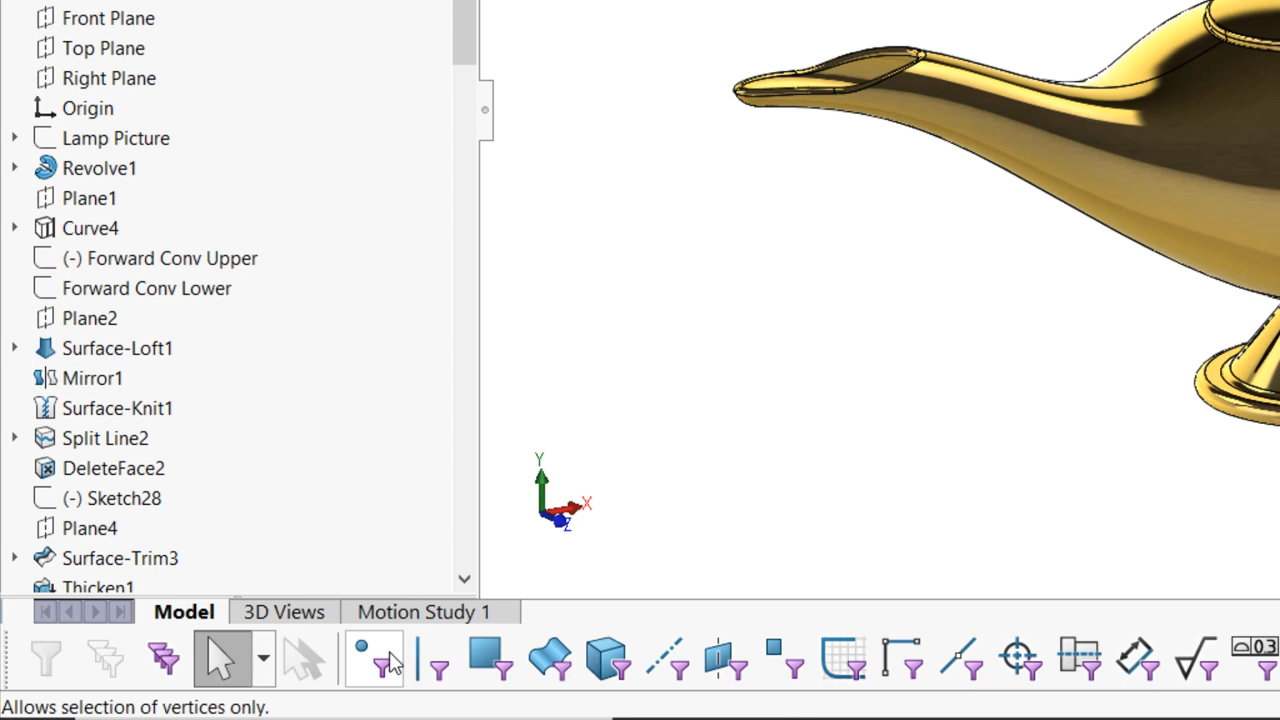 Front Plane
Top Plane
Right Plane
Origin
Lamp Picture
Revolve1
Plane1
Curve4
(-) Forward Conv Upper
Forward Conv Lower
Plane2
Surface-Loft1
Mirror1
Surface-Knit1
Split Line2
DeleteFace2
(-) Sketch28
Plane4
Surface-Trim3
Thicken1
Y
X
Z
Model 3D Views Motion Study 1
0.3
Allows selection of vertices only.